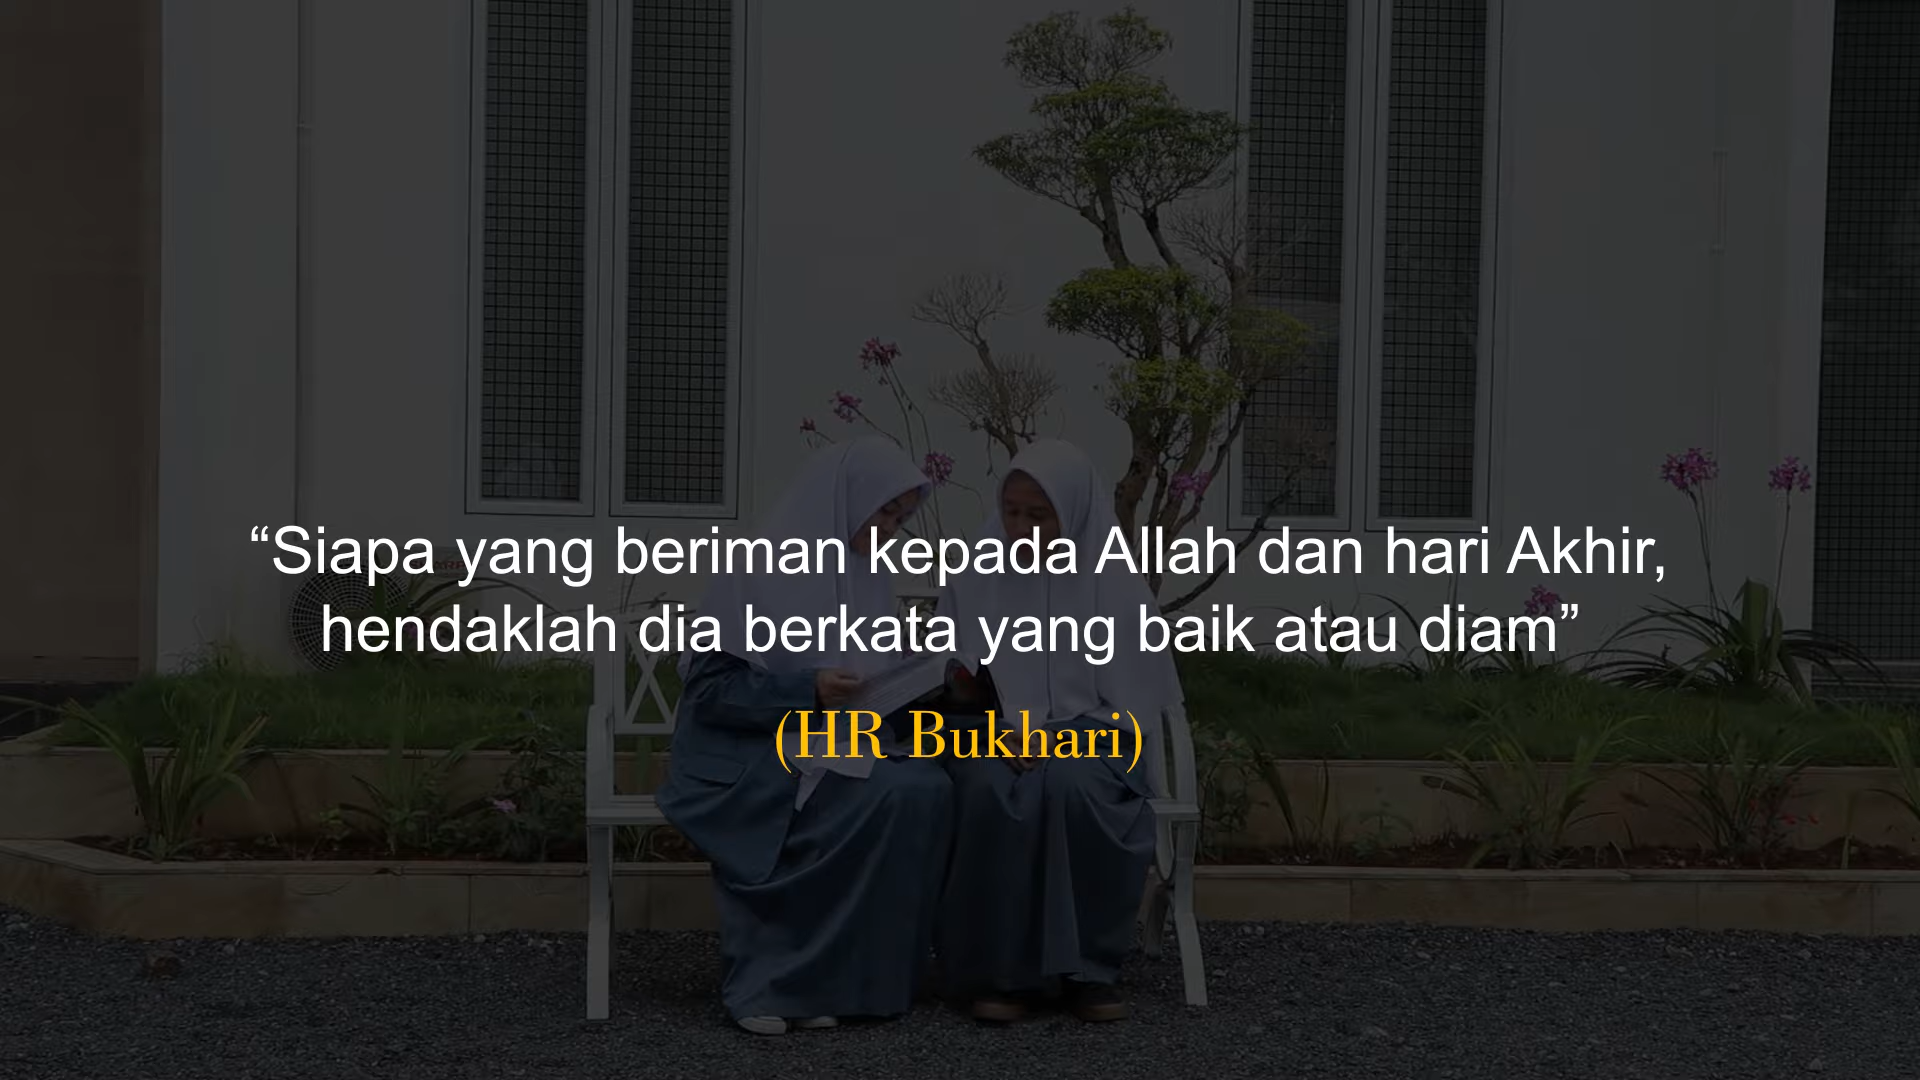 “Siapa yang beriman kepada Allah dan hari Akhir,
hendaklah dia berkata yang baik atau diam”
(HR Bukhari)